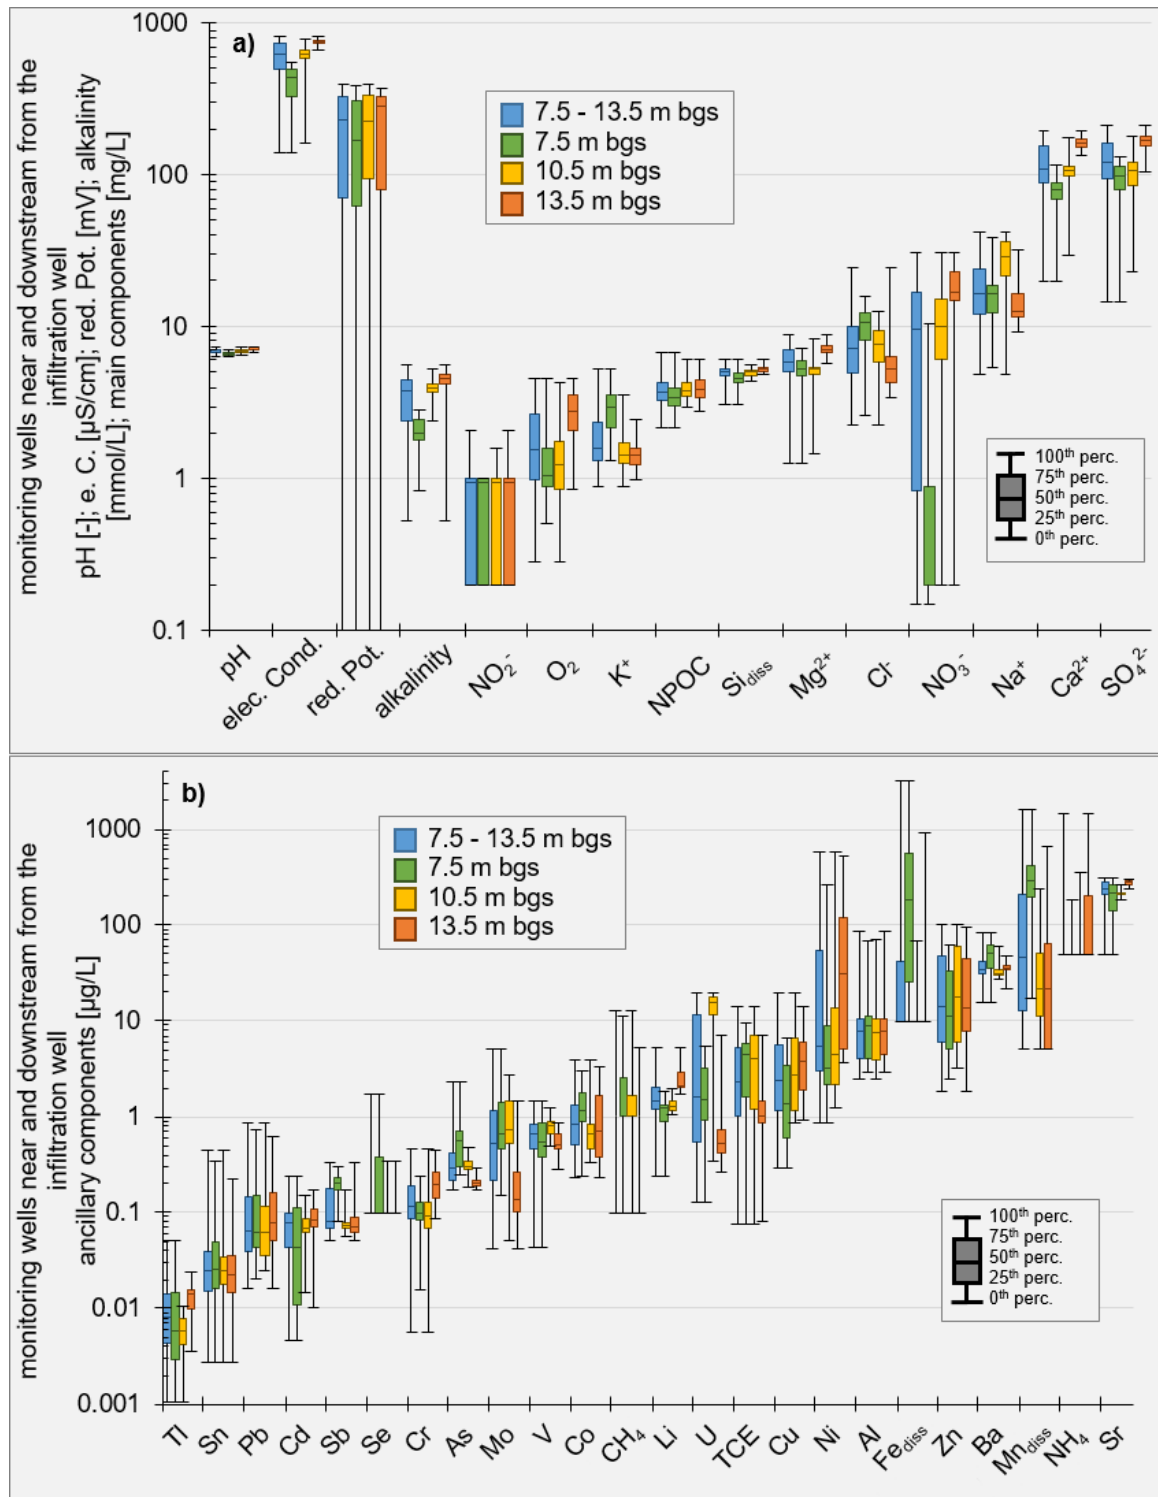 monitoring wells near and downstream from the
infiltration well
pH [-]; e. C. [µS/cm]; red. Pot. [mV]; alkalinity
[mmol/L]; main components [mg/L]
a)
1000
100
10
1
0.1
7.5 - 13.5 m bgs
7.5 m bgs
10.5 m bgs
13.5 m bgs
100th perc.
75th perc.
50th perc.
25th perc.
0th perc.
pH
elec. Cond.
red. Pot.
alkalinity
NO₂⁻
O₂
K⁺
NPOC
Si_diss
Mg²⁺
Cl⁻
NO₃⁻
Na⁺
Ca²⁺
SO₄²⁻
monitoring wells near and downstream from the
infiltration well
ancillary components [µg/L]
b)
1000
100
10
1
0.1
0.01
0.001
7.5 - 13.5 m bgs
7.5 m bgs
10.5 m bgs
13.5 m bgs
100th perc.
75th perc.
50th perc.
25th perc.
0th perc.
Tl
Sn
Pb
Cd
Sb
Se
Cr
As
Mo
V
Co
CH₄
Li
U
TCE
Cu
Ni
Al
Fe_diss
Zn
Ba
Mn_diss
NH₄
Sr